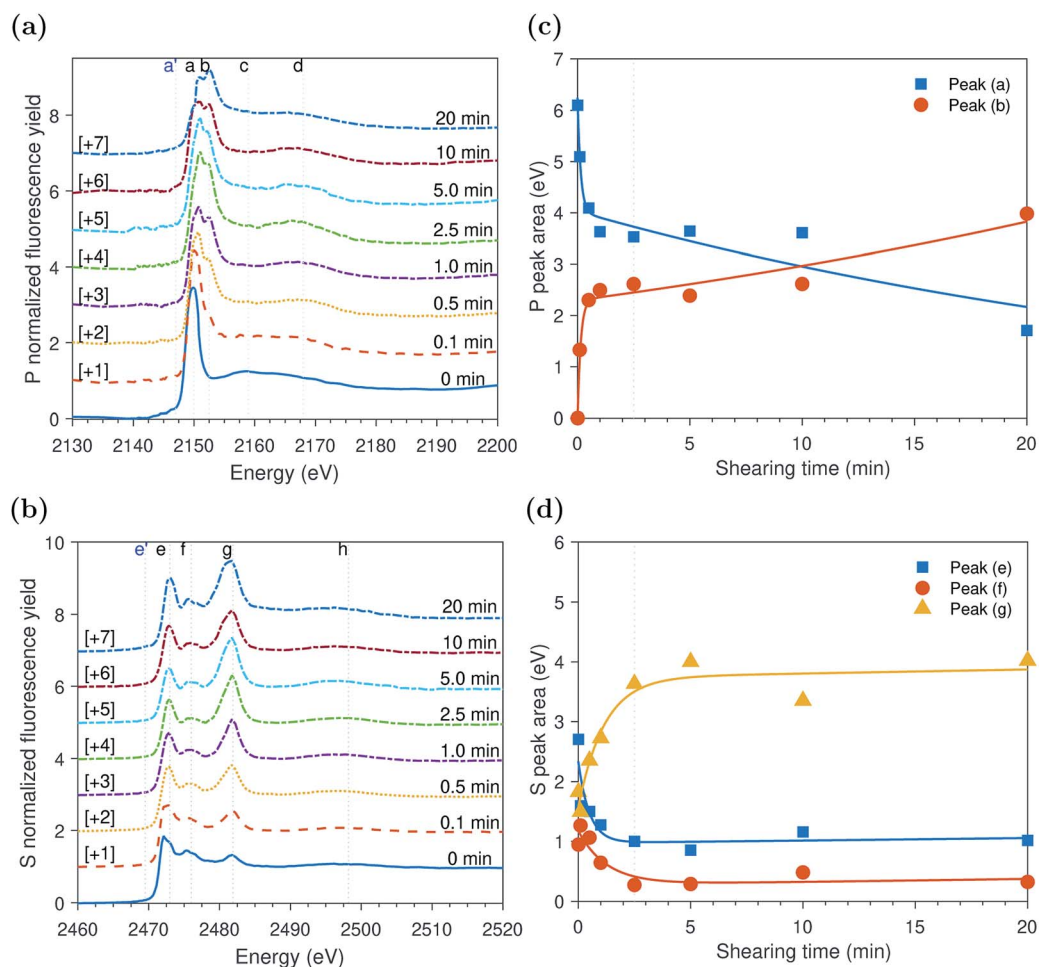 (a)
P normalized fluorescence yield
8
6
4
2
0
a' a b c d
[+7] 20 min
[+6] 10 min
[+5] 5.0 min
[+4] 2.5 min
[+3] 1.0 min
[+2] 0.5 min
[+1] 0.1 min
0 min
2130 2140 2150 2160 2170 2180 2190 2200
Energy (eV)
(c)
P peak area (eV)
7
6
5
4
3
2
1
0
Peak (a)
Peak (b)
0 5 10 15 20
Shearing time (min)
(b)
S normalized fluorescence yield
10
8
6
4
2
0
e' e f g h
[+7] 20 min
[+6] 10 min
[+5] 5.0 min
[+4] 2.5 min
[+3] 1.0 min
[+2] 0.5 min
[+1] 0.1 min
0 min
2460 2470 2480 2490 2500 2510 2520
Energy (eV)
(d)
S peak area (eV)
6
5
4
3
2
1
0
Peak (e)
Peak (f)
Peak (g)
0 5 10 15 20
Shearing time (min)